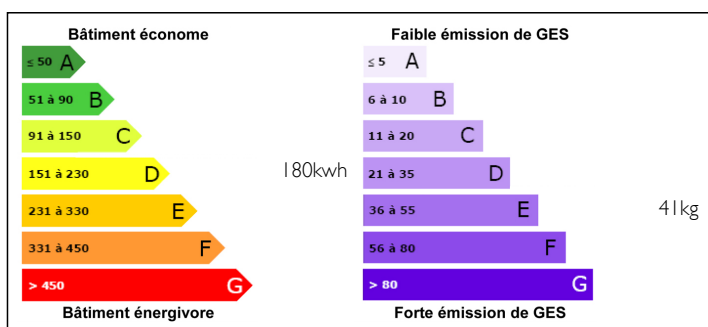 Bâtiment économe
≤ 50 A
51 à 90 B
91 à 150 C
151 à 230 D
180kwh
231 à 330 E
331 à 450 F
> 450 G
Bâtiment énergivore
Faible émission de GES
≤ 5 A
6 à 10 B
11 à 20 C
21 à 35 D
36 à 55 E
41kg
56 à 80 F
> 80 G
Forte émission de GES